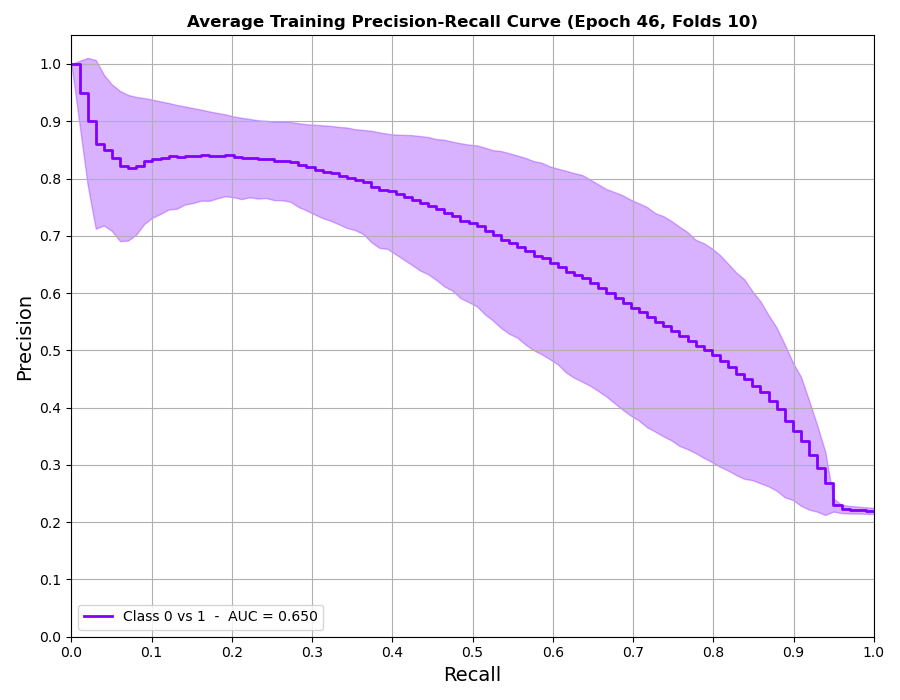 Average Training Precision-Recall Curve (Epoch 46, Folds 10)
1.0
0.9
0.8
0.7
0.6
0.5
0.4
0.3
0.2
0.1
0.0
Precision
Class 0 vs 1 - AUC = 0.650
0.0 0.1 0.2 0.3 0.4 0.5 0.6 0.7 0.8 0.9 1.0
Recall